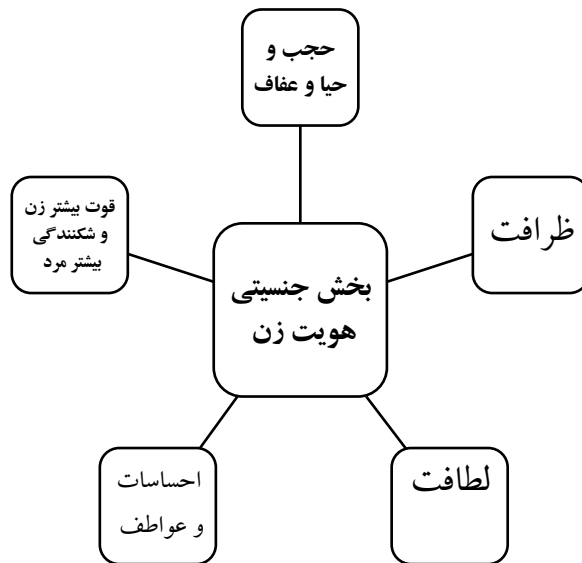 حجب و
حیا و عفاف
ظرافت
قوت بیشتر زن
و شکنندگی
بیشتر مرد
بخش جنسیتی
هویت زن
لطافت
احساسات
و عواطف